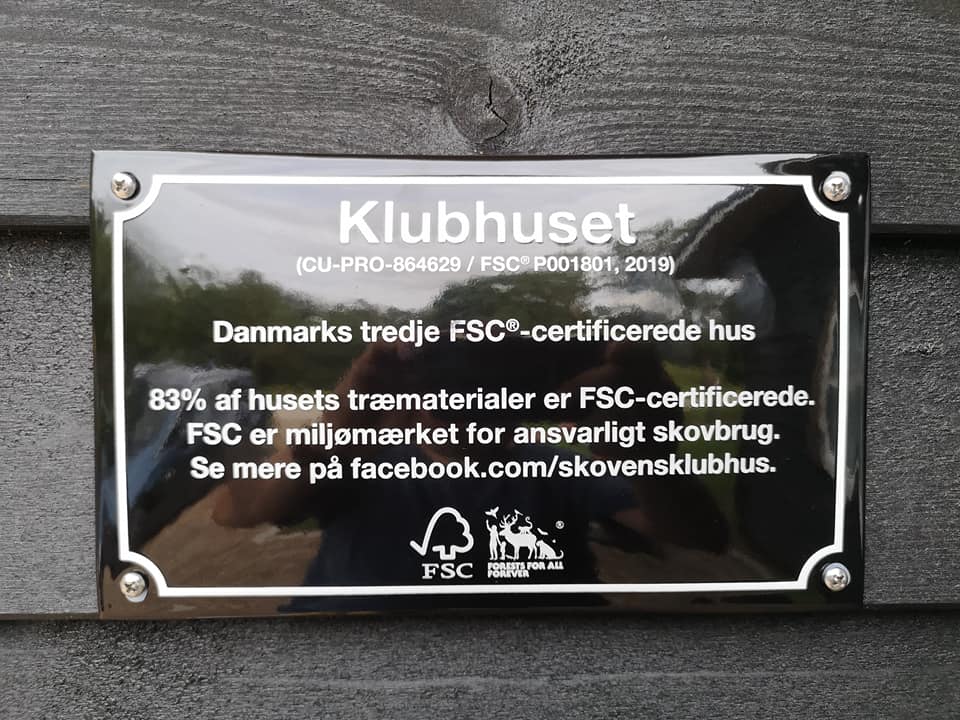 Klubhuset
(CU-PRO-864629 / FSC® P001801, 2019)
Danmarks tredje FSC®-certificerede hus
83% af husets træmaterialer er FSC-certificerede.
FSC er miljømærket for ansvarligt skovbrug.
Se mere på facebook.com/skovensklubhus.
FSC
®
FORESTS FOR ALL
FOREVER